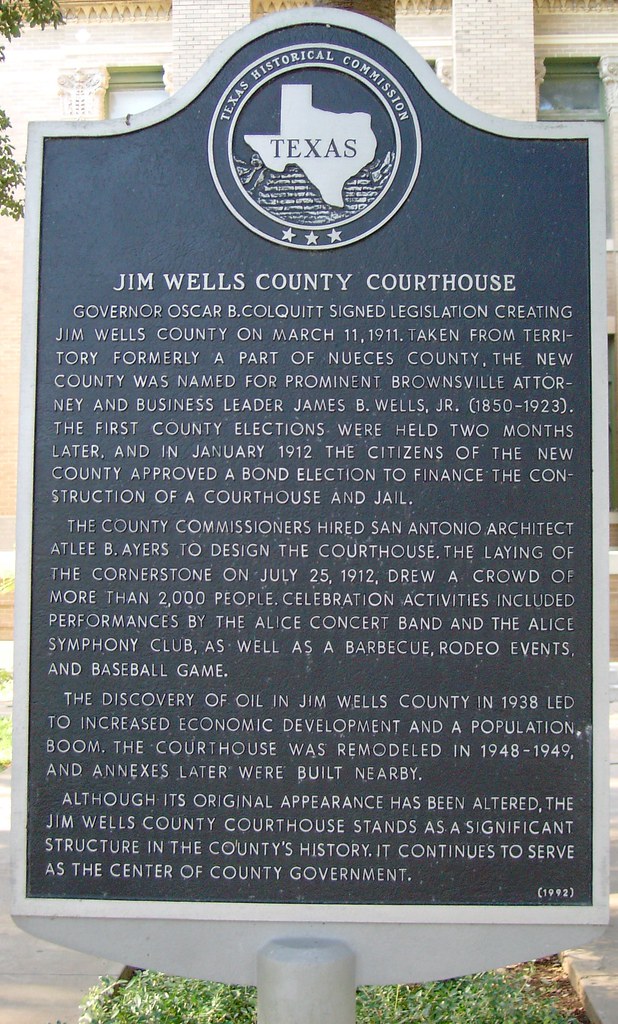 TEXAS HISTORICAL COMMISSION
TEXAS
JIM WELLS COUNTY COURTHOUSE
GOVERNOR OSCAR B. COLQUITT SIGNED LEGISLATION CREATING
JIM WELLS COUNTY ON MARCH 11, 1911. TAKEN FROM TERRI-
TORY FORMERLY A PART OF NUECES COUNTY, THE NEW
COUNTY WAS NAMED FOR PROMINENT BROWNSVILLE ATTOR-
NEY AND BUSINESS LEADER JAMES B. WELLS, JR. (1850-1923).
THE FIRST COUNTY ELECTIONS WERE HELD TWO MONTHS
LATER, AND IN JANUARY 1912 THE CITIZENS OF THE NEW
COUNTY APPROVED A BOND ELECTION TO FINANCE THE CON-
STRUCTION OF A COURTHOUSE AND JAIL.
THE COUNTY COMMISSIONERS HIRED SAN ANTONIO ARCHITECT
ATLEE B. AYERS TO DESIGN THE COURTHOUSE. THE LAYING OF
THE CORNERSTONE ON JULY 25, 1912, DREW A CROWD OF
MORE THAN 2,000 PEOPLE. CELEBRATION ACTIVITIES INCLUDED
PERFORMANCES BY THE ALICE CONCERT BAND AND THE ALICE
SYMPHONY CLUB, AS WELL AS A BARBECUE, RODEO EVENTS,
AND BASEBALL GAME.
THE DISCOVERY OF OIL IN JIM WELLS COUNTY IN 1938 LED
TO INCREASED ECONOMIC DEVELOPMENT AND A POPULATION
BOOM. THE COURTHOUSE WAS REMODELED IN 1948-1949,
AND ANNEXES LATER WERE BUILT NEARBY.
ALTHOUGH ITS ORIGINAL APPEARANCE HAS BEEN ALTERED, THE
JIM WELLS COUNTY COURTHOUSE STANDS AS A SIGNIFICANT
STRUCTURE IN THE COUNTY'S HISTORY. IT CONTINUES TO SERVE
AS THE CENTER OF COUNTY GOVERNMENT.
(1992)